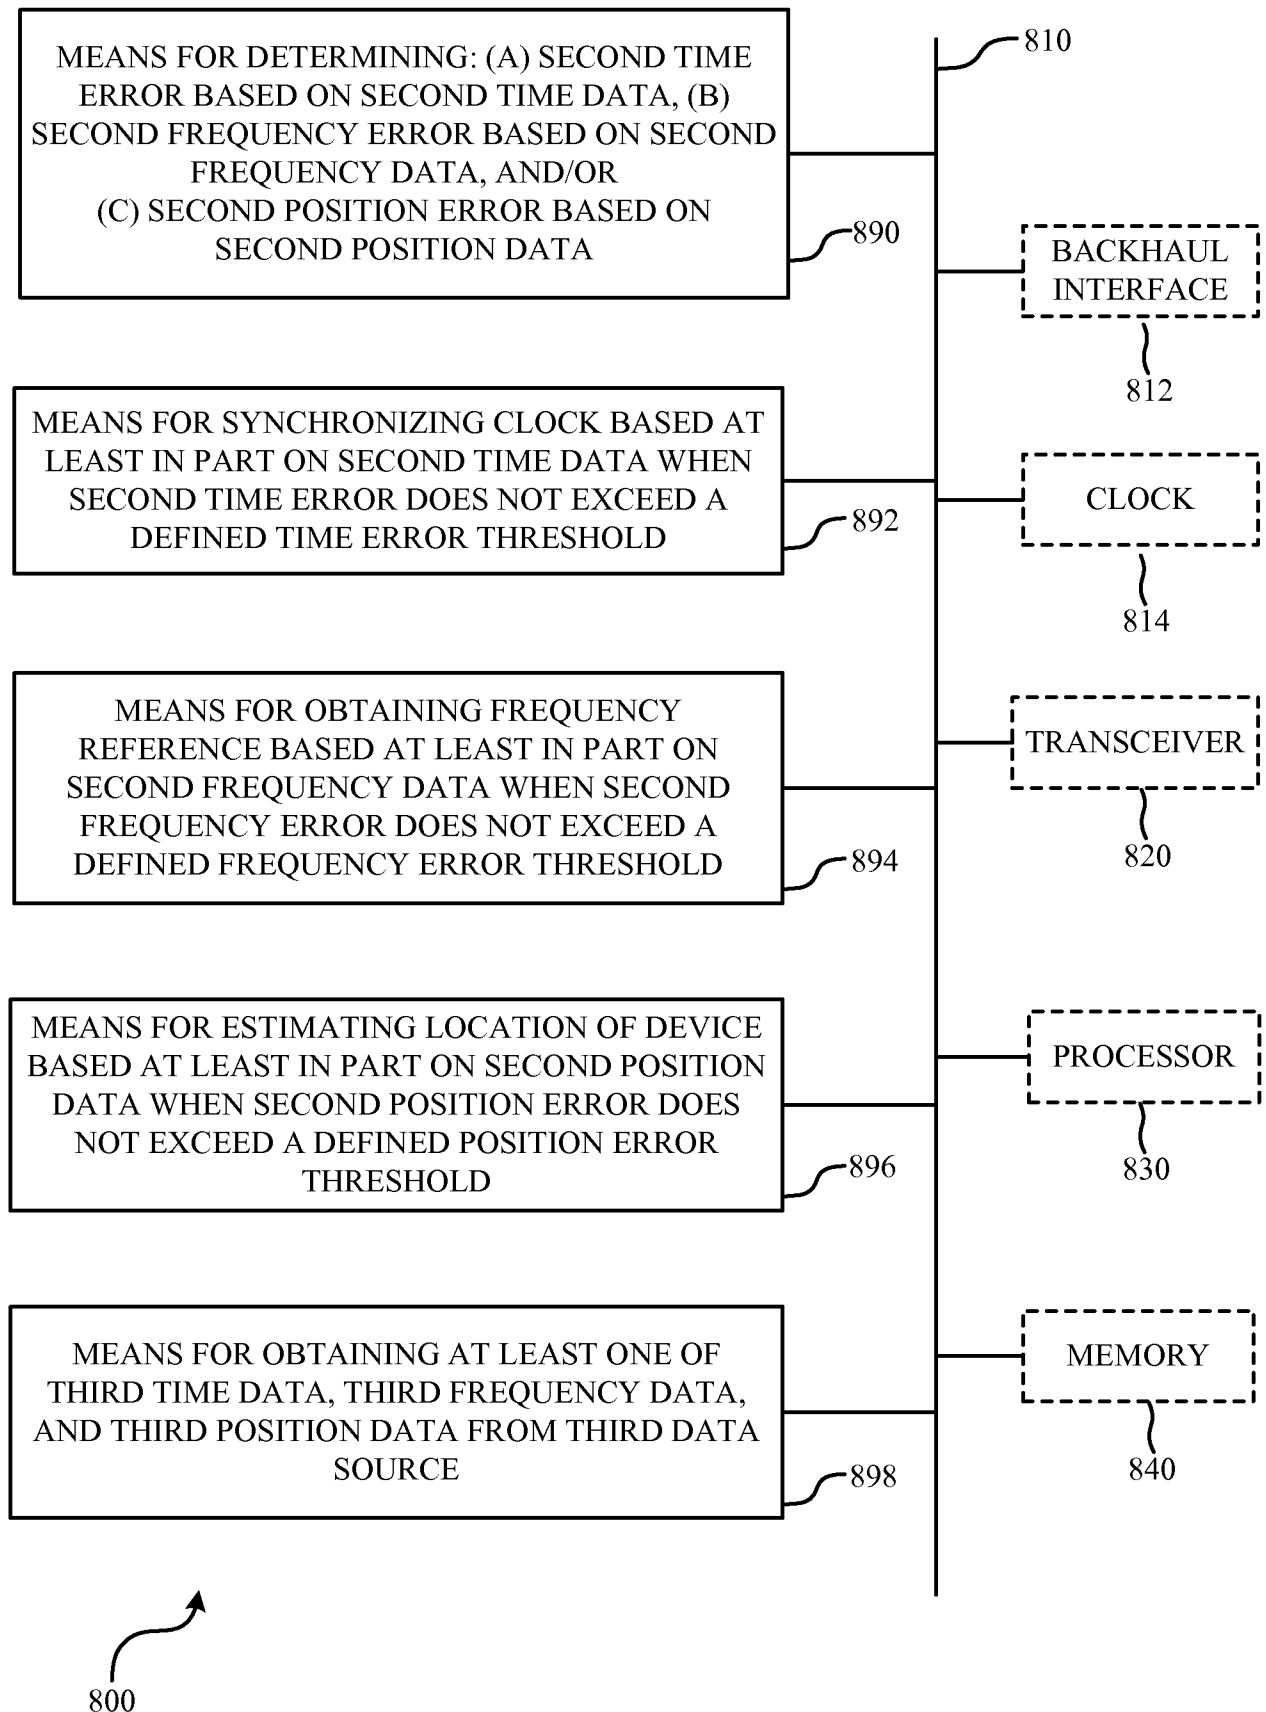 MEANS FOR DETERMINING: (A) SECOND TIME
ERROR BASED ON SECOND TIME DATA, (B)
SECOND FREQUENCY ERROR BASED ON SECOND
FREQUENCY DATA, AND/OR
(C) SECOND POSITION ERROR BASED ON
SECOND POSITION DATA
890
810
BACKHAUL
INTERFACE
812
MEANS FOR SYNCHRONIZING CLOCK BASED AT
LEAST IN PART ON SECOND TIME DATA WHEN
SECOND TIME ERROR DOES NOT EXCEED A
DEFINED TIME ERROR THRESHOLD
892
CLOCK
814
MEANS FOR OBTAINING FREQUENCY
REFERENCE BASED AT LEAST IN PART ON
SECOND FREQUENCY DATA WHEN SECOND
FREQUENCY ERROR DOES NOT EXCEED A
DEFINED FREQUENCY ERROR THRESHOLD
894
TRANSCEIVER
820
MEANS FOR ESTIMATING LOCATION OF DEVICE
BASED AT LEAST IN PART ON SECOND POSITION
DATA WHEN SECOND POSITION ERROR DOES
NOT EXCEED A DEFINED POSITION ERROR
THRESHOLD
896
PROCESSOR
830
MEANS FOR OBTAINING AT LEAST ONE OF
THIRD TIME DATA, THIRD FREQUENCY DATA,
AND THIRD POSITION DATA FROM THIRD DATA
SOURCE
898
MEMORY
840
800